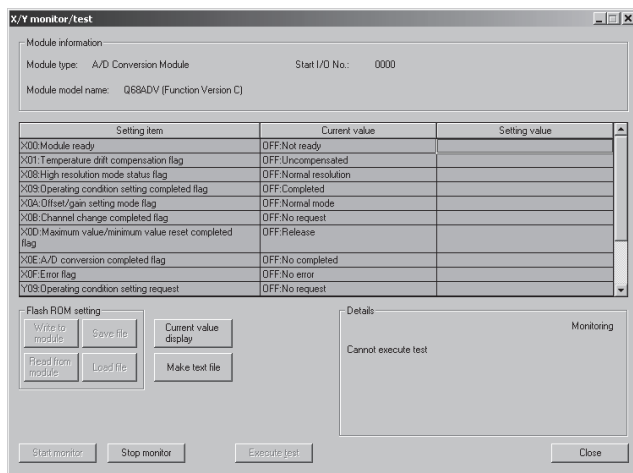 X/Y monitor/test
Module information
Module type: A/D Conversion Module Start I/O No.: 0000
Module model name: Q68ADV (Function Version C)
Setting item Current value Setting value
X00:Module ready OFF:Not ready
X01:Temperature drift compensation flag OFF:Uncompensated
X08:High resolution mode status flag OFF:Normal resolution
X09:Operating condition setting completed flag OFF:Completed
X0A:Offset/gain setting mode flag OFF:Normal mode
X0B:Channel change completed flag OFF:No request
X0D:Maximum value/minimum value reset completed OFF:Release
flag
X0E:A/D conversion completed flag OFF:No completed
X0F:Error flag OFF:No error
Y09:Operating condition setting request OFF:No request
Flash ROM setting
Write to
module
Save file
Current value
display
Read from
module
Load file
Make text file
Details
Monitoring
Cannot execute test
Start monitor Stop monitor Execute test Close